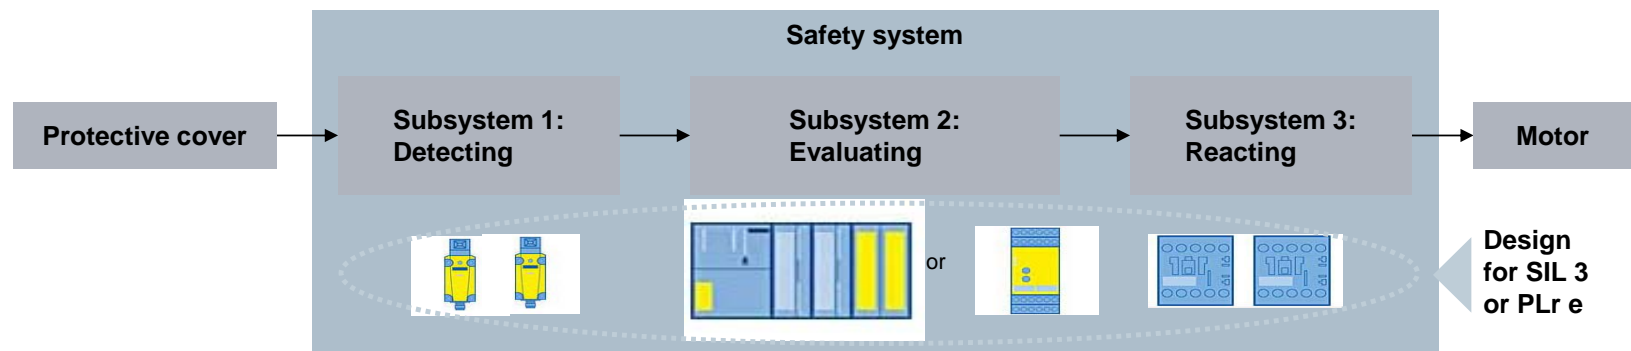 Safety system
Protective cover
Subsystem 1:
Detecting
Subsystem 2:
Evaluating
Subsystem 3:
Reacting
Motor
or
Design
for SIL 3
or PLr e